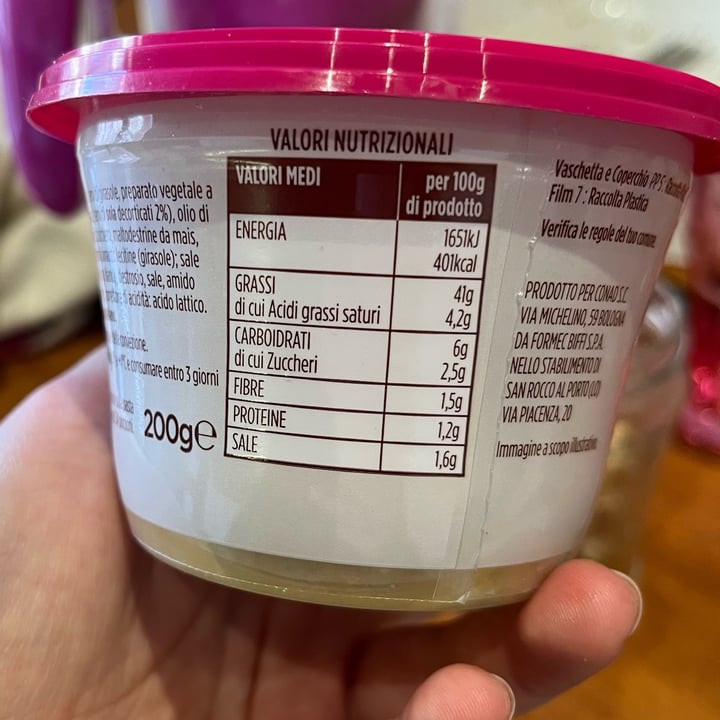 VALORI NUTRIZIONALI
girasole, preparato vegetale a
soia decorticati 2%), olio di
maltodestrine da mais,
(girasole); sale
destrosio, sale, amido
acidità: acido lattico.
consumare entro 3 giorni
200g℮
VALORI MEDI per 100g
di prodotto
ENERGIA 1651kJ
401kcal
GRASSI 41g
di cui Acidi grassi saturi 4,2g
CARBOIDRATI 6g
di cui Zuccheri 2,5g
FIBRE 1,5g
PROTEINE 1,2g
SALE 1,6g
Vaschetta e Coperchio PP5:
Film 7: Raccolta Plastica
Verifica le regole del tuo comune.
PRODOTTO PER CONAD S.C.
VIA MICHELINO, 59 BOLOGNA
DA FORMEC BIFFI S.P.A.
NELLO STABILIMENTO DI
SAN ROCCO AL PORTO (LO)
VIA PIACENZA, 20
Immagine a scopo illustrativo.